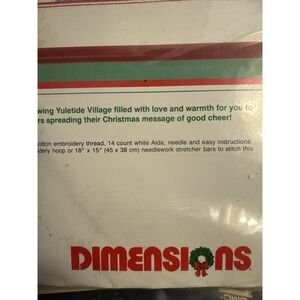 wing Yuletide Village filled with love and warmth for you to
rs spreading their Christmas message of good cheer!
otton embroidery thread, 14 count white Aida, needle and easy instructions
dery hoop or 18" x 15" (45 x 38 cm) needlework stretcher bars to stitch this
DIMENSIONS